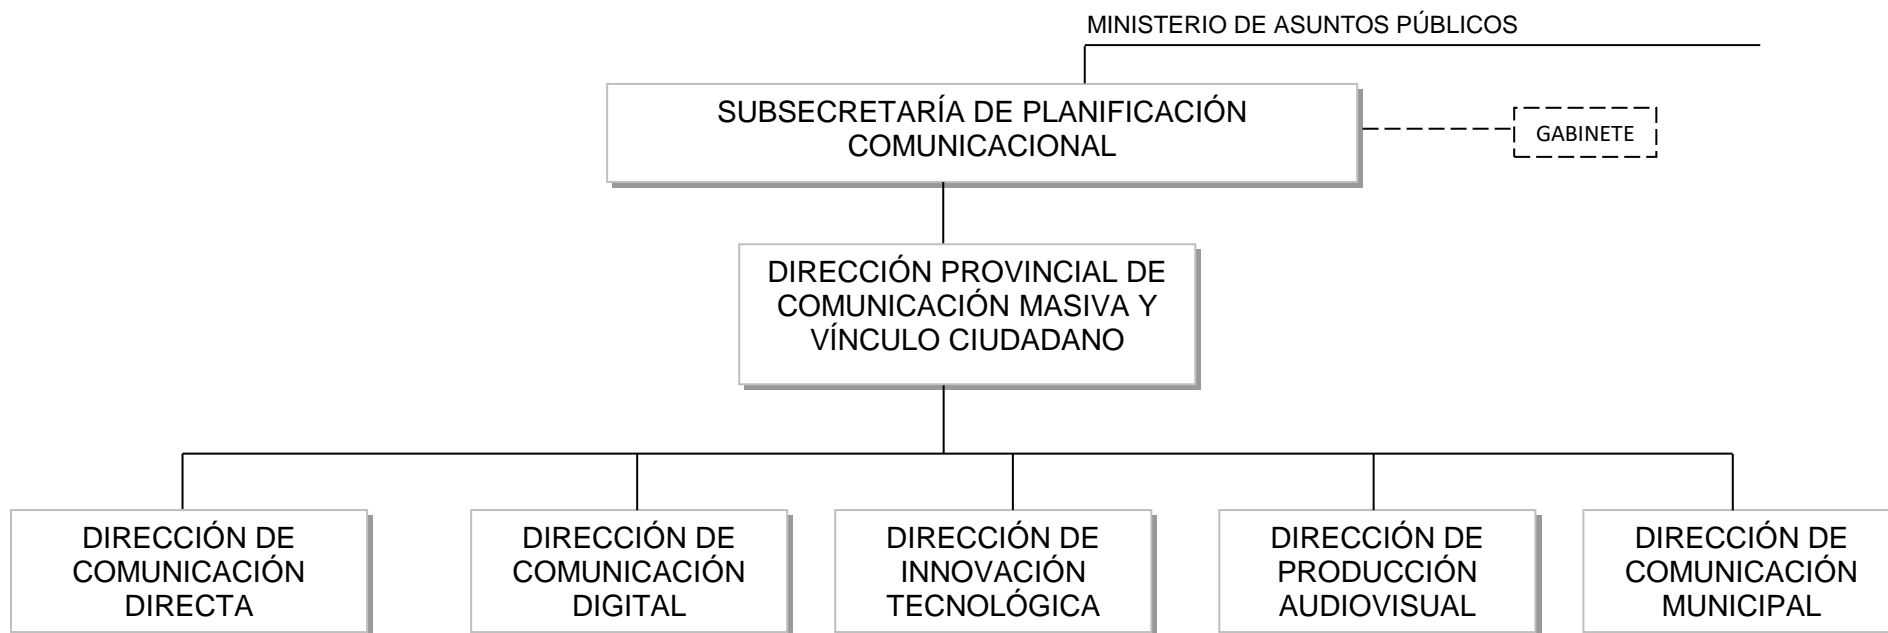 MINISTERIO DE ASUNTOS PÚBLICOS
SUBSECRETARÍA DE PLANIFICACIÓN
COMUNICACIONAL
GABINETE
DIRECCIÓN PROVINCIAL DE
COMUNICACIÓN MASIVA Y
VÍNCULO CIUDADANO
DIRECCIÓN DE
COMUNICACIÓN
DIRECTA
DIRECCIÓN DE
COMUNICACIÓN
DIGITAL
DIRECCIÓN DE
INNOVACIÓN
TECNOLÓGICA
DIRECCIÓN DE
PRODUCCIÓN
AUDIOVISUAL
DIRECCIÓN DE
COMUNICACIÓN
MUNICIPAL